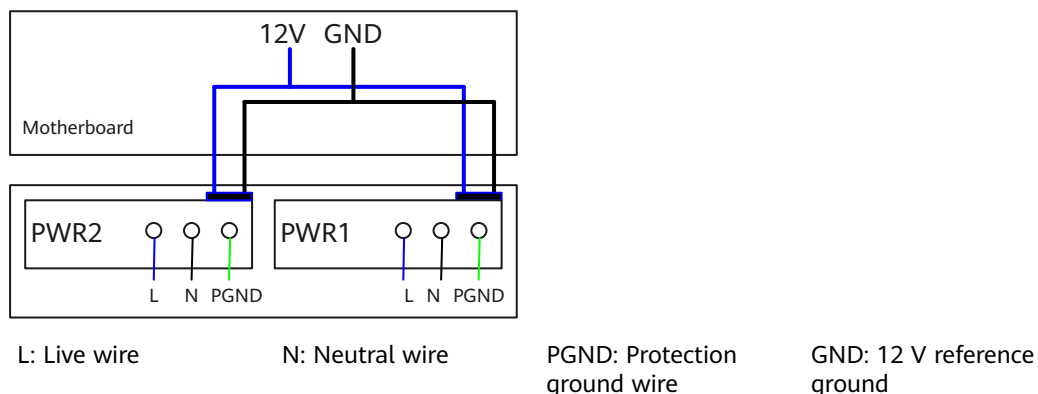 12V GND
Motherboard
PWR2 PWR1
L N PGND L N PGND
L: Live wire N: Neutral wire PGND: Protection GND: 12 V reference
ground wire ground